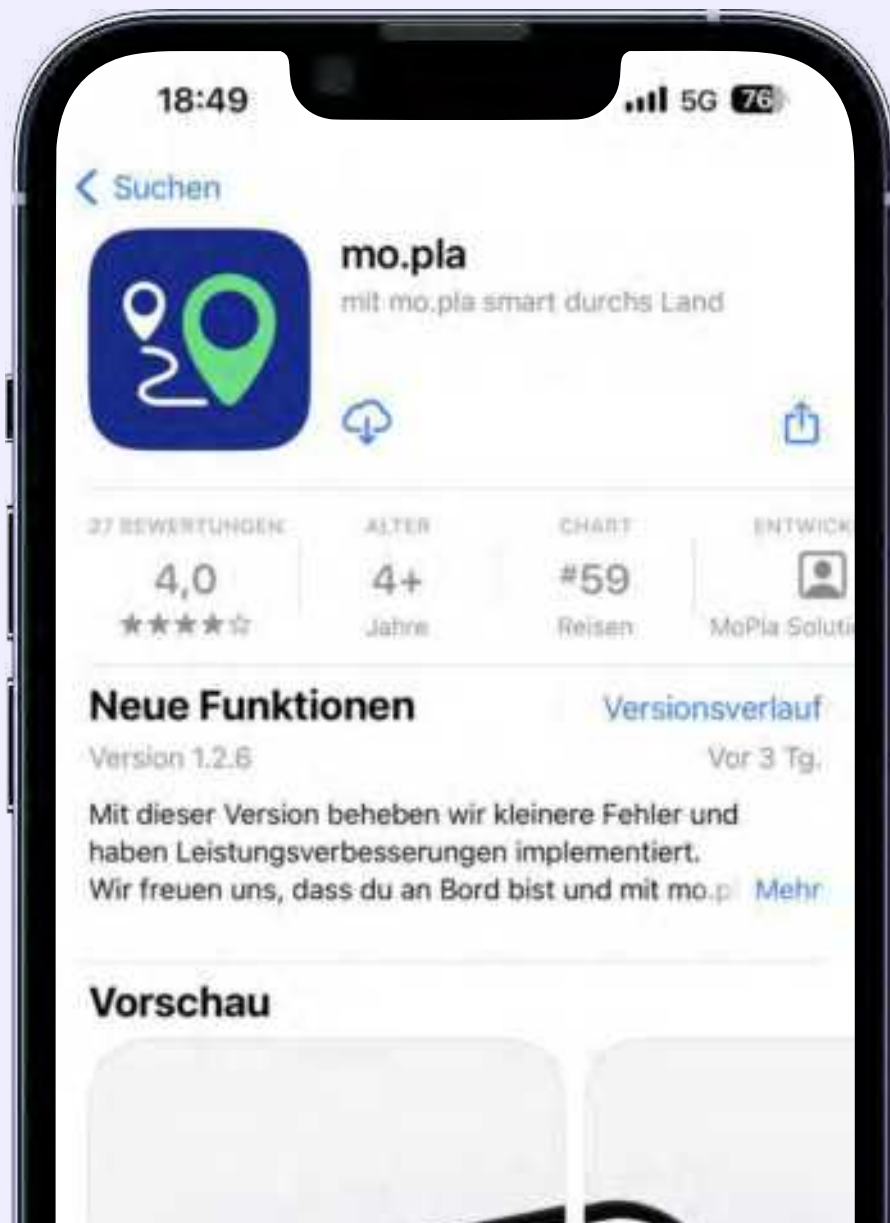 18:49
5G 76
Suchen
mo.pla
mit mo.pla smart durchs Land
37 BEWERTUNGEN
4,0
ALTER
4+
Jahre
CHART
#59
Reisen
ENTWICK
MoPla Soluti
Neue Funktionen
Versionsverlauf
Version 1.2.6
Vor 3 Tg.
Mit dieser Version beheben wir kleinere Fehler und
haben Leistungsverbesserungen implementiert.
Wir freuen uns, dass du an Bord bist und mit mo.p Mehr
Vorschau